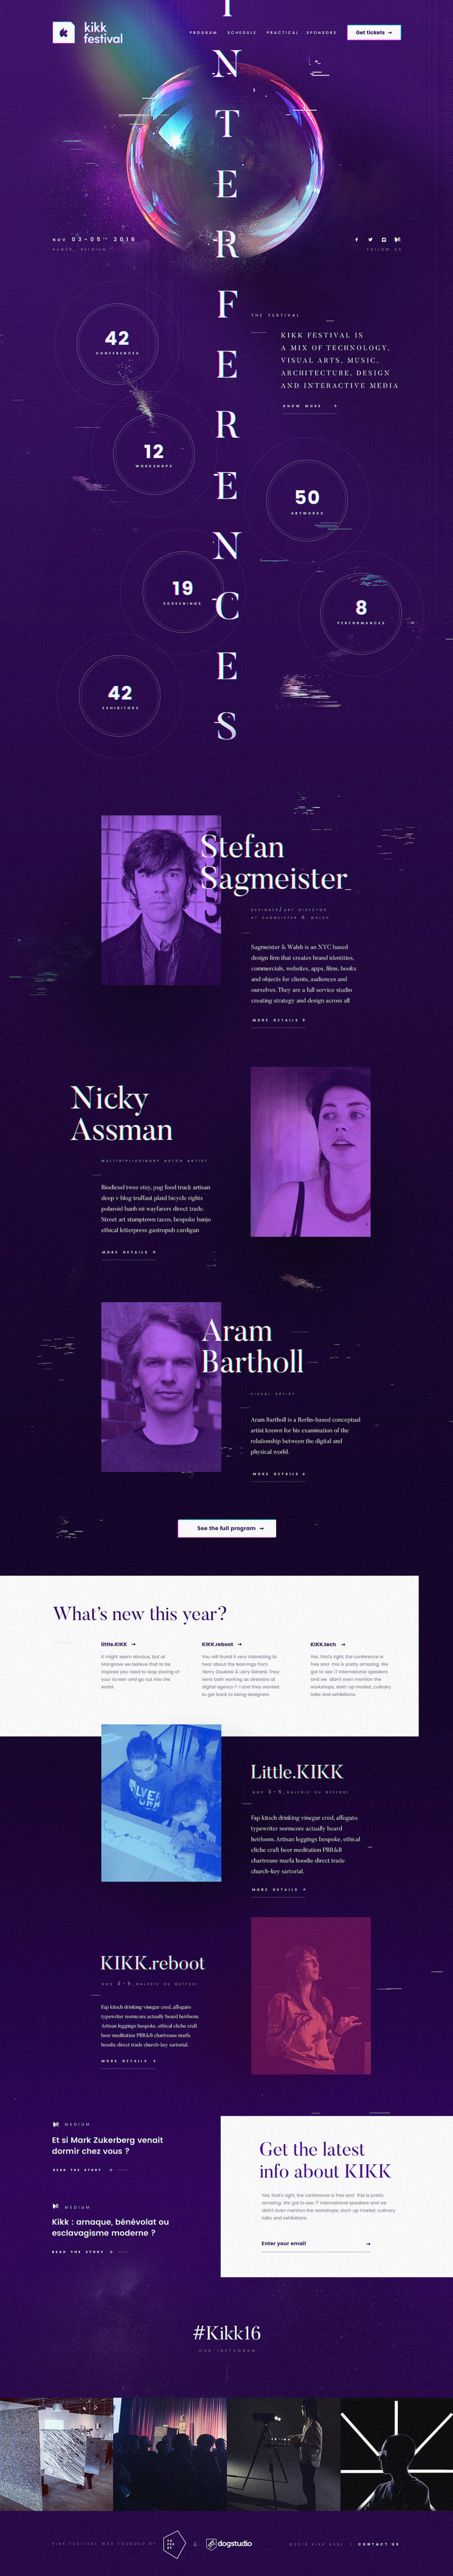 kikk
festival
PROGRAM SCHEDULE PRACTICAL SPONSORS Get tickets →
INTERFERENCES
NOV 03-05TH 2016
NAMUR, BELGIUM
FOLLOW US
THE FESTIVAL
KIKK FESTIVAL IS
A MIX OF TECHNOLOGY,
VISUAL ARTS, MUSIC,
ARCHITECTURE, DESIGN
AND INTERACTIVE MEDIA
KNOW MORE +
42
CONFERENCES
12
WORKSHOPS
50
ARTWORKS
19
SCREENINGS
8
PERFORMANCES
42
EXHIBITORS
Stefan
Sagmeister
DESIGNER/ART DIRECTOR
AT SAGMEISTER & WALSH
Sagmeister & Walsh is an NYC based
design firm that creates brand identities,
commercials, websites, apps, films, books
and objects for clients, audiences and
ourselves. They are a full service studio
creating strategy and design across all
MORE DETAILS +
Nicky
Assman
MULTIDIPLINIRARY DUTCH ARTIST
Biodiesel twee etsy, pug food truck artisan
deep v blog truffaut plaid bicycle rights
polaroid banh mi wayfarers direct trade.
Street art stumptown tacos, bespoke banjo
ethical letterpress gastropub cardigan
MORE DETAILS +
Aram
Bartholl
VISUAL ARTIST
Aram Bartholl is a Berlin-based conceptual
artist known for his examination of the
relationship between the digital and
physical world.
MORE DETAILS +
See the full program →
What's new this year?
little.KIKK →
It might seem obvious, but at
Mangrove we believe that to be
inspired you need to stop staring at
your screen and go out into the
world.
KIKK.reboot →
You will found it very interesting to
hear about the learnings from
Henry Daubrez & Larry Gérard. They
were both working as directors at
digital agency
and they wanted
to get back to being designers.
KIKK.tech →
Yes, that's right, the conference is
free and this is pretty amazing. We
got to see 17 international speakers
and we didn't even mention the
workshops, start-up market, culinary
talks and exhibitions.
Little.KIKK
NOV 3-5, GALERIE DU BEFFROI
Fap kitsch drinking vinegar cred, affogato
typewriter normcore actually beard
heirloom. Artisan leggings bespoke, ethical
cliche craft beer meditation PBR&B
chartreuse marfa hoodie direct trade
church-key sartorial.
MORE DETAILS +
KIKK.reboot
NOV 3-5, GALERIE DU BEFFROI
Fap kitsch drinking vinegar cred, affogato
typewriter normcore actually beard heirloom.
Artisan leggings bespoke, ethical cliche craft
beer meditation PBR&B chartreuse marfa
hoodie direct trade church-key sartorial.
MORE DETAILS +
MEDIUM
Et si Mark Zukerberg venait
dormir chez vous ?
READ THE STORY +
MEDIUM
Kikk : arnaque, bénévolat ou
esclavagisme moderne ?
READ THE STORY +
Get the latest
info about KIKK
Yes, that's right, the conference is free and this is pretty
amazing. We got to see 17 international speakers and we
didn't even mention the workshops, start-up market, culinary
talks and exhibitions.
Enter your email →
#Kikk16
OUR INSTAGRAM
KIKK FESTIVAL WAS FOUNDED BY
&
dogstudio
©2016 KIKK ASBL | CONTACT US